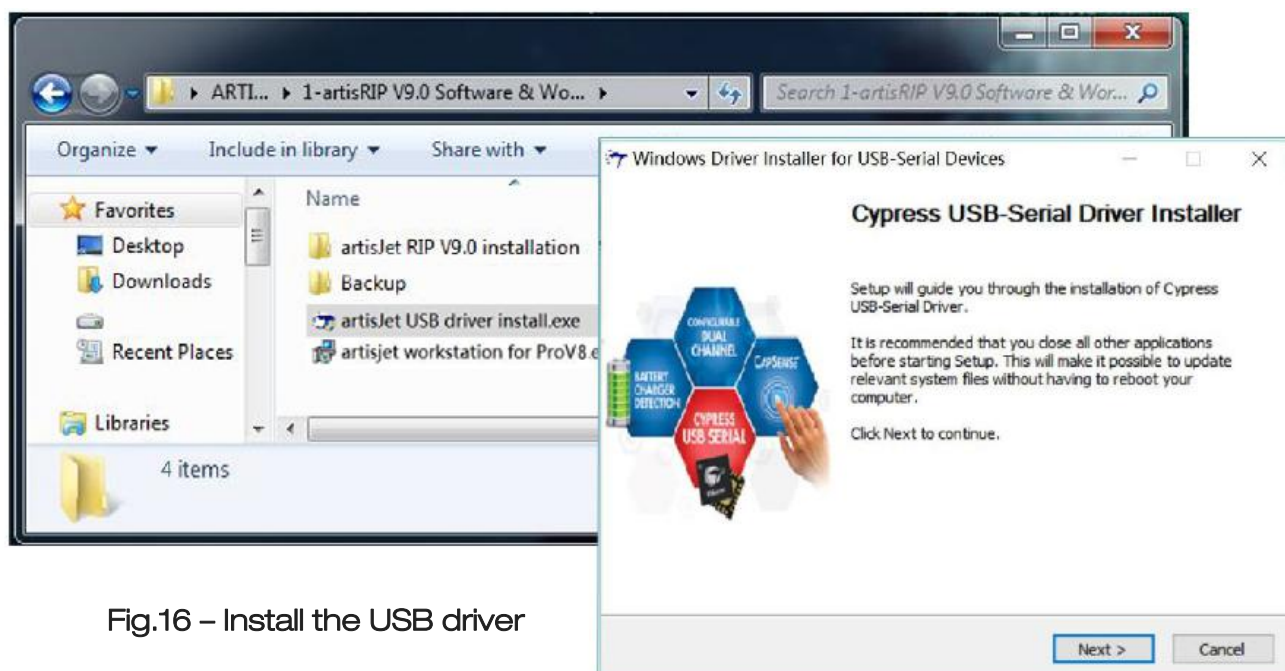 ARTI... ▸ 1-artisRIP V9.0 Software & Wo... ▸
Search 1-artisRIP V9.0 Software & Wor...
Organize ▾ Include in library ▾ Share with ▾
Favorites
Desktop
Downloads
Recent Places
Libraries
Name
artisJet RIP V9.0 installation
Backup
artisJet USB driver install.exe
artisjet workstation for ProV8.e
4 items
Windows Driver Installer for USB-Serial Devices
Cypress USB-Serial Driver Installer
CONFIGURABLE
DUAL
CHANNEL
CAPSENSE
BATTERY
CHARGER
DETECTION
CYPRESS
USB SERIAL
Setup will guide you through the installation of Cypress
USB-Serial Driver.
It is recommended that you close all other applications
before starting Setup. This will make it possible to update
relevant system files without having to reboot your
computer.
Click Next to continue.
Next >
Cancel
Fig.16 – Install the USB driver